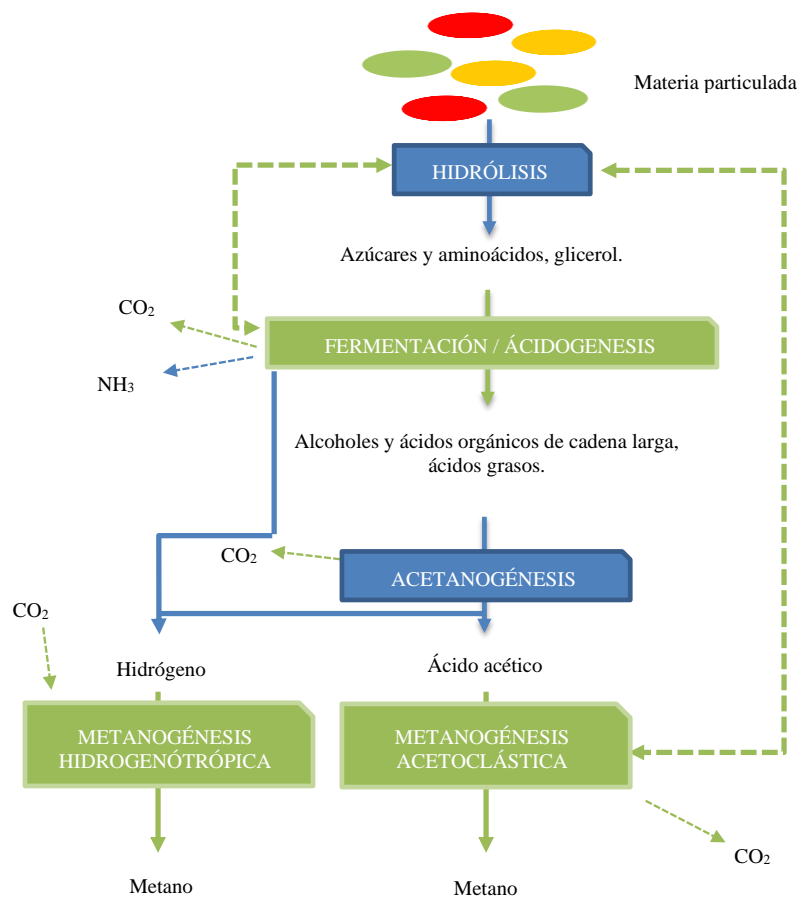 Materia particulada
HIDRÓLISIS
Azúcares y aminoácidos, glicerol.
CO₂
FERMENTACIÓN / ÁCIDOGENESIS
NH₃
Alcoholes y ácidos orgánicos de cadena larga,
ácidos grasos.
CO₂
ACETANOGÉNESIS
CO₂
Hidrógeno
Ácido acético
METANOGÉNESIS
HIDROGENÓTRÓPICA
METANOGÉNESIS
ACETOCLÁSTICA
CO₂
Metano
Metano